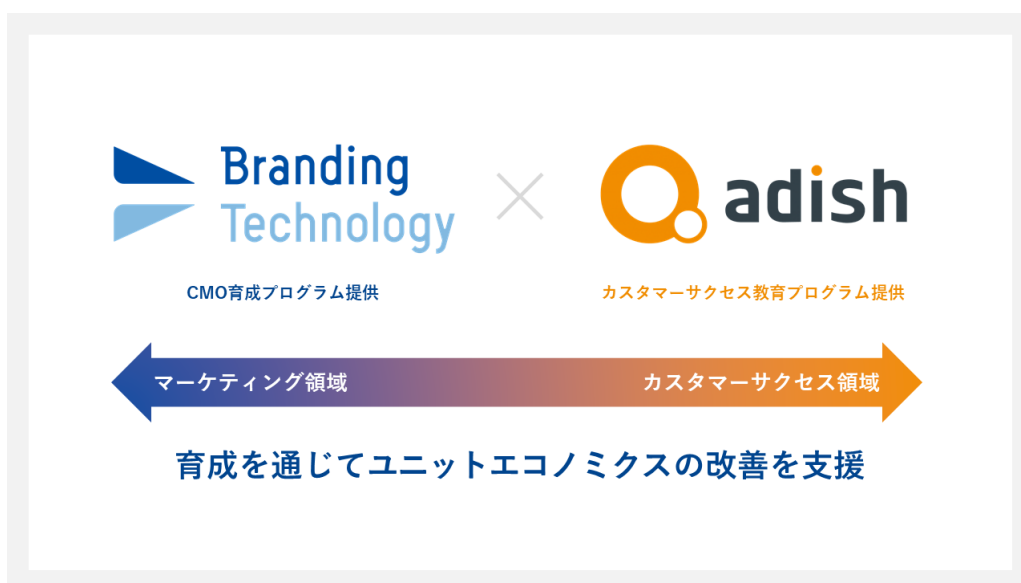 Branding
Technology
adish
CMO育成プログラム提供
カスタマーサクセス教育プログラム提供
マーケティング領域
カスタマーサクセス領域
育成を通じてユニットエコノミクスの改善を支援